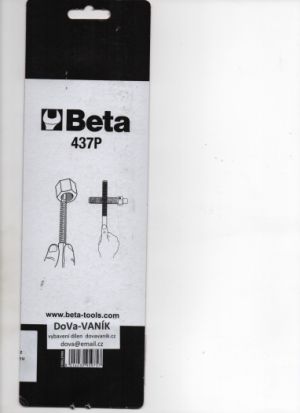 Beta
437P
www.beta-tools.com
DoVa-VANÍK
vybavení dílen dovavanik.cz
dova@email.cz